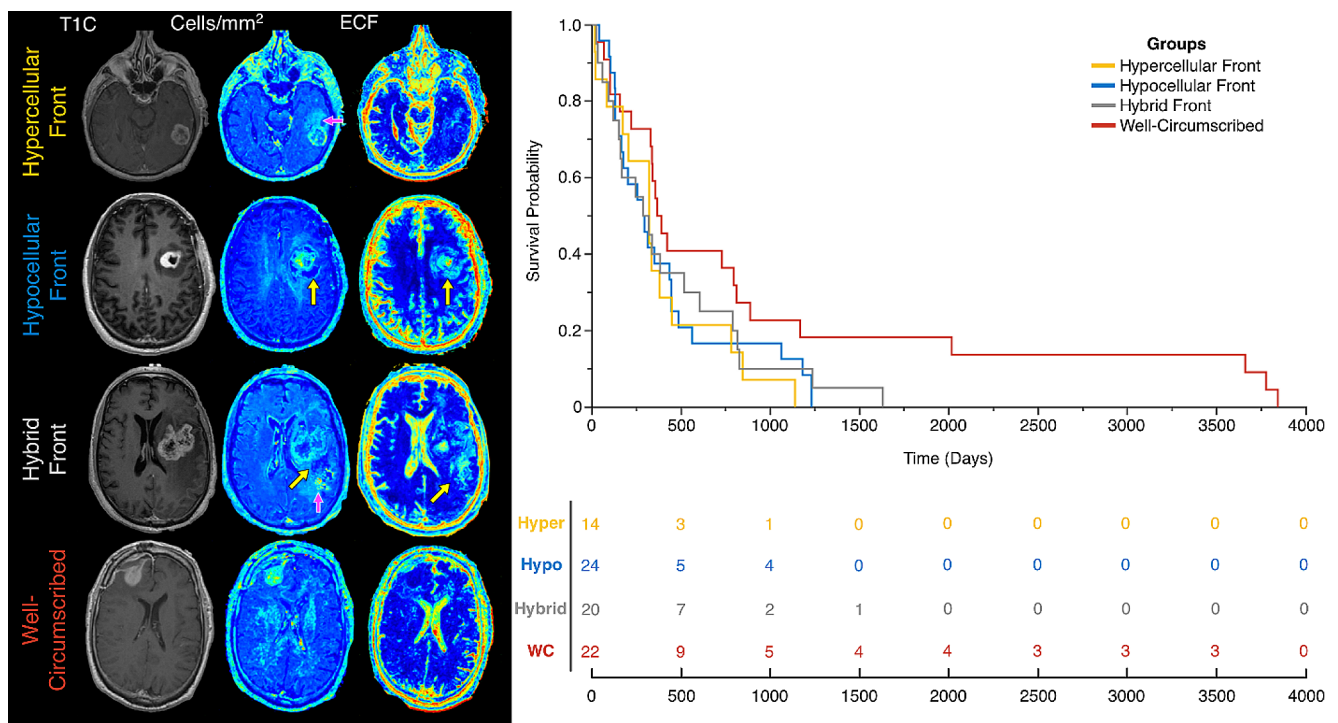 T1C Cells/mm² ECF
Hypercellular
Front
Hypocellular
Front
Hybrid
Front
Well-
Circumscribed
1.0
0.8
0.6
0.4
0.2
0
Survival Probability
Groups
Hypercellular Front
Hypocellular Front
Hybrid Front
Well-Circumscribed
0 500 1000 1500 2000 2500 3000 3500 4000
Time (Days)
Hyper 14 3 1 0 0 0 0 0 0
Hypo 24 5 4 0 0 0 0 0 0
Hybrid 20 7 2 1 0 0 0 0 0
WC 22 9 5 4 4 3 3 3 0
0 500 1000 1500 2000 2500 3000 3500 4000